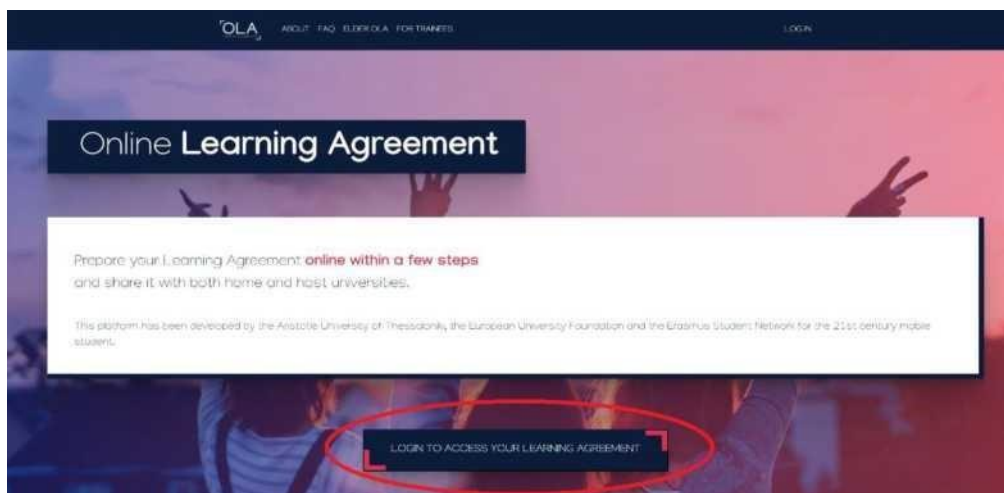 OLA ABOUT FAQ ELDER OLA FOR TRAINEES LOGIN
Online Learning Agreement
Prepare your Learning Agreement online within a few steps
and share it with both home and host universities.
This platform has been developed by the Aristotle University of Thessaloniki, the European University Foundation and the Erasmus Student Network for the 21st century mobile
student.
LOGIN TO ACCESS YOUR LEARNING AGREEMENT